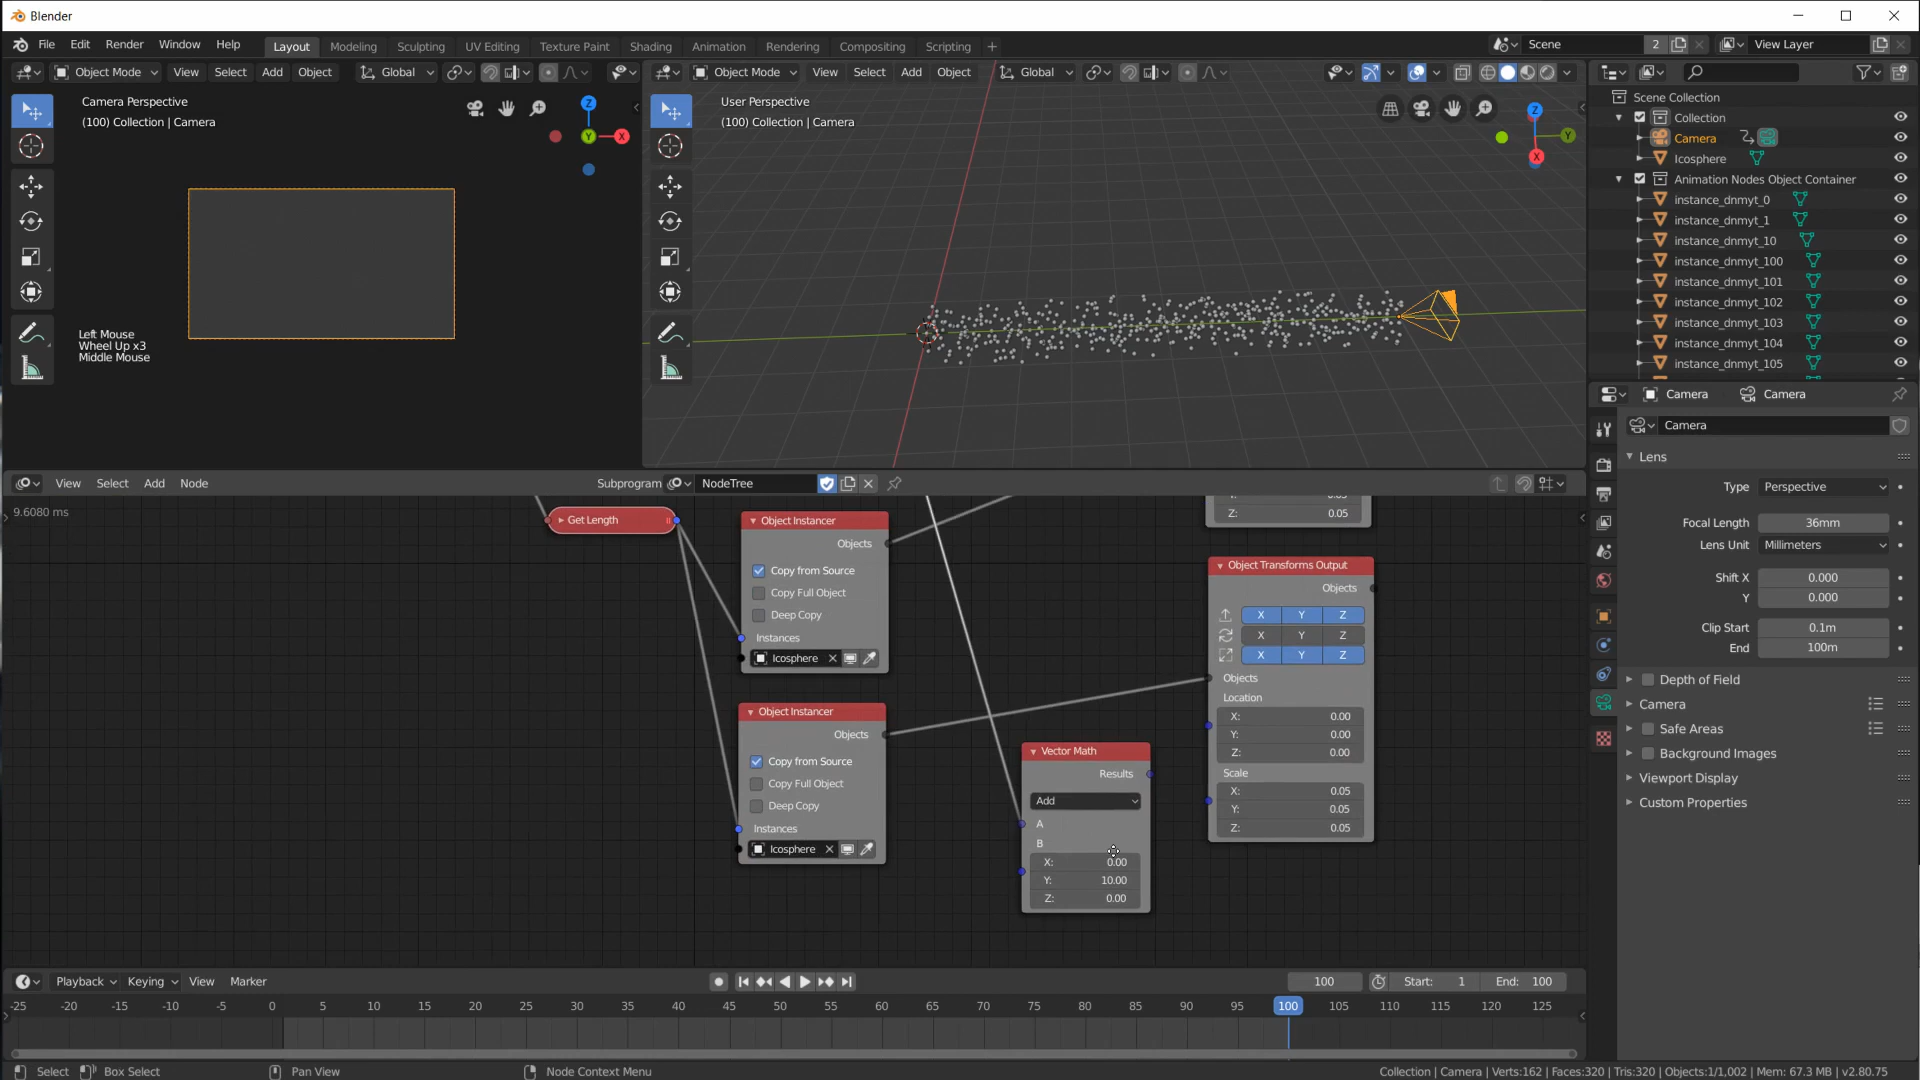 Blender
File Edit Render Window Help Layout Modeling Sculpting UV Editing Texture Paint Shading Animation Rendering Compositing Scripting + Scene 2 View Layer
Object Mode View Select Add Object Global
Object Mode View Select Add Object Global
Camera Perspective
(100) Collection | Camera
Z
Y
X
Left Mouse
Wheel Up x3
Middle Mouse
User Perspective
(100) Collection | Camera
Z
Y
X
Scene Collection
Collection
Camera
Icosphere
Animation Nodes Object Container
instance_dnmyt_0
instance_dnmyt_1
instance_dnmyt_10
instance_dnmyt_100
instance_dnmyt_101
instance_dnmyt_102
instance_dnmyt_103
instance_dnmyt_104
instance_dnmyt_105
Camera Camera
Camera
Lens
Type Perspective
Focal Length 36mm
Lens Unit Millimeters
Shift X 0.000
Y 0.000
Clip Start 0.1m
End 100m
Depth of Field
Camera
Safe Areas
Background Images
Viewport Display
Custom Properties
View Select Add Node Subprogram NodeTree
9.6080 ms
Get Length
Object Instancer
Objects
Copy from Source
Copy Full Object
Deep Copy
Instances
Icosphere
Object Instancer
Objects
Copy from Source
Copy Full Object
Deep Copy
Instances
Icosphere
Vector Math
Results
Add
A
B
X: 0.00
Y: 10.00
Z: 0.00
Z: 0.05
Object Transforms Output
Objects
X Y Z
X Y Z
X Y Z
Objects
Location
X: 0.00
Y: 0.00
Z: 0.00
Scale
X: 0.05
Y: 0.05
Z: 0.05
Playback Keying View Marker 100 Start: 1 End: 100
-25 -20 -15 -10 -5 0 5 10 15 20 25 30 35 40 45 50 55 60 65 70 75 80 85 90 95 100 105 110 115 120 125
Select Box Select Pan View Node Context Menu Collection | Camera | Verts:162 | Faces:320 | Tris:320 | Objects:1/1,002 | Mem: 67.3 MB | v2.80.75